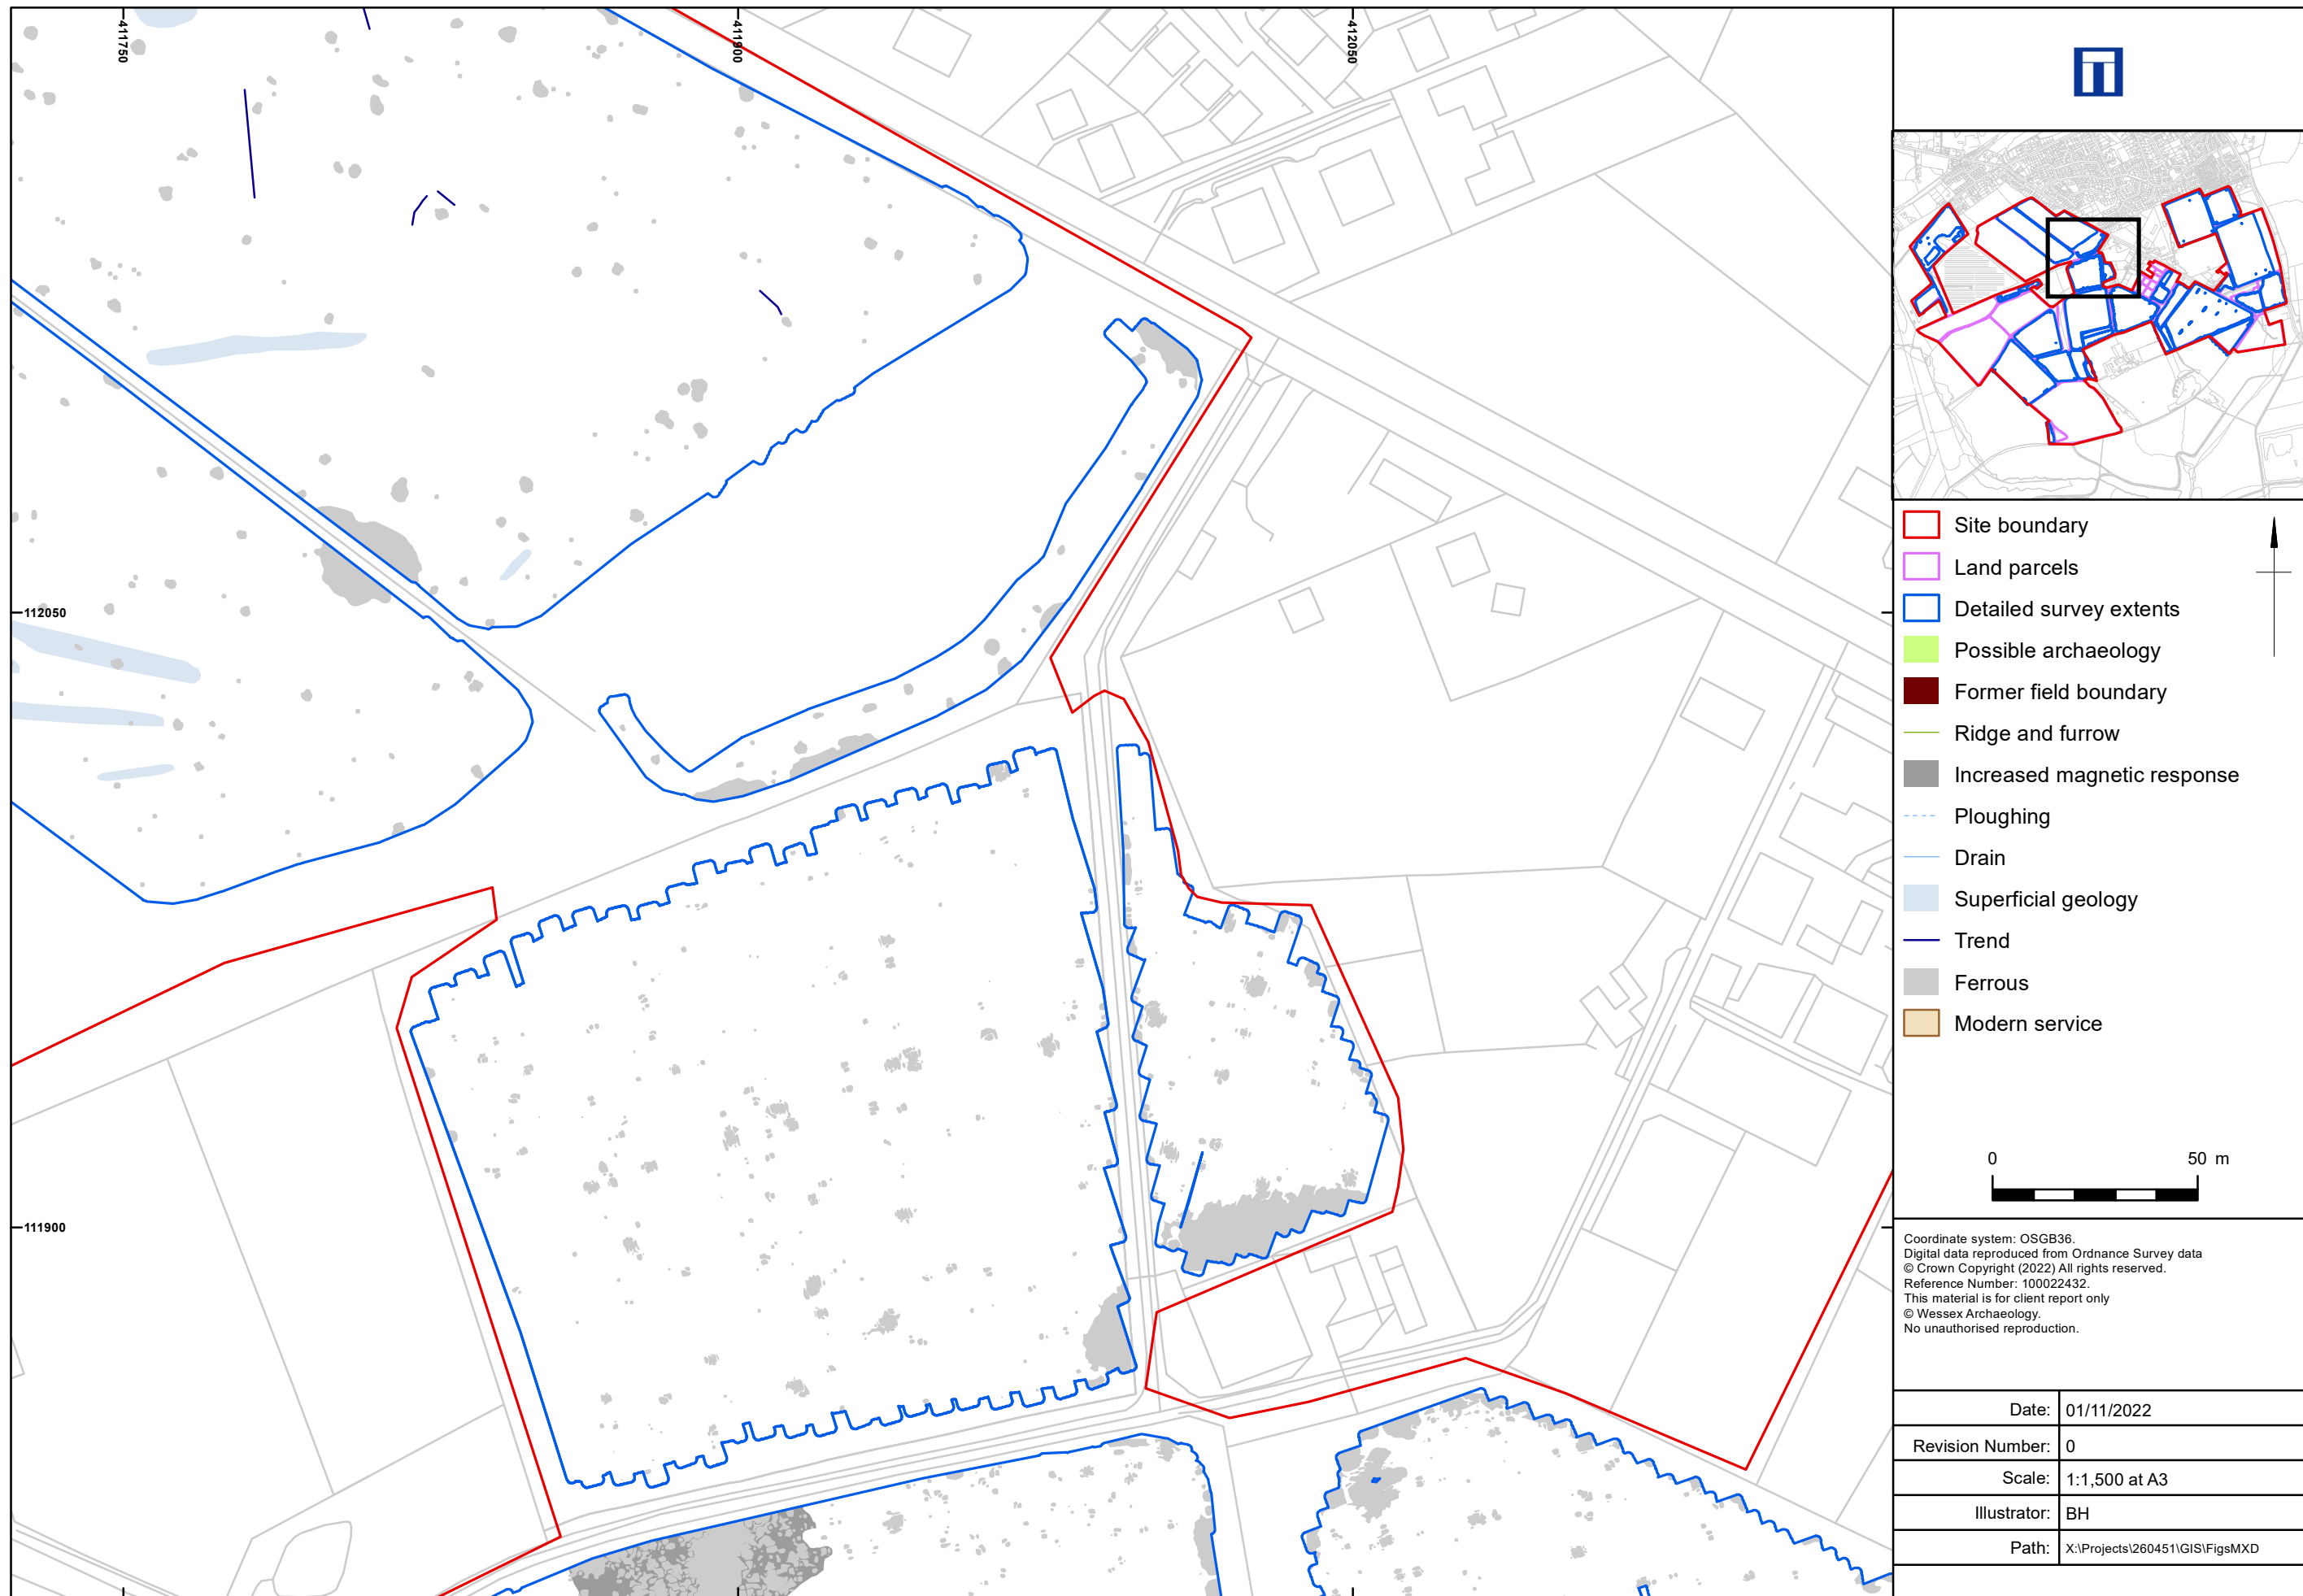 411750
411900
412050
112050
111900
Site boundary
Land parcels
Detailed survey extents
Possible archaeology
Former field boundary
Ridge and furrow
Increased magnetic response
Ploughing
Drain
Superficial geology
Trend
Ferrous
Modern service
0 50 m
Coordinate system: OSGB36.
Digital data reproduced from Ordnance Survey data
© Crown Copyright (2022) All rights reserved.
Reference Number: 100022432.
This material is for client report only
© Wessex Archaeology.
No unauthorised reproduction.
Date: 01/11/2022
Revision Number: 0
Scale: 1:1,500 at A3
Illustrator: BH
Path: X:\Projects\260451\GIS\FigsMXD